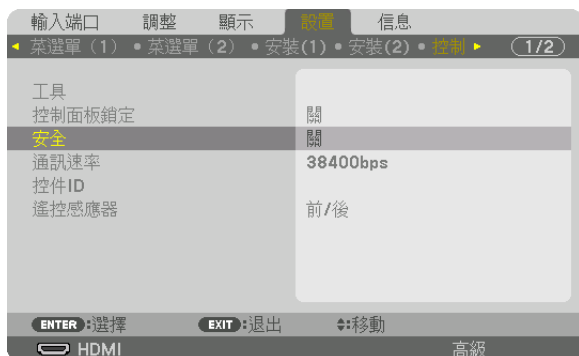 輸入端口 調整 顯示 設置 信息
◂ 菜選單（1） • 菜選單（2） • 安裝(1) • 安裝(2) • 控制 ▸ 1/2
工具
控制面板鎖定 關
安全 關
通訊速率 38400bps
控件ID
遙控感應器 前/後
ENTER:選擇 EXIT:退出 ♦:移動
HDMI 高級